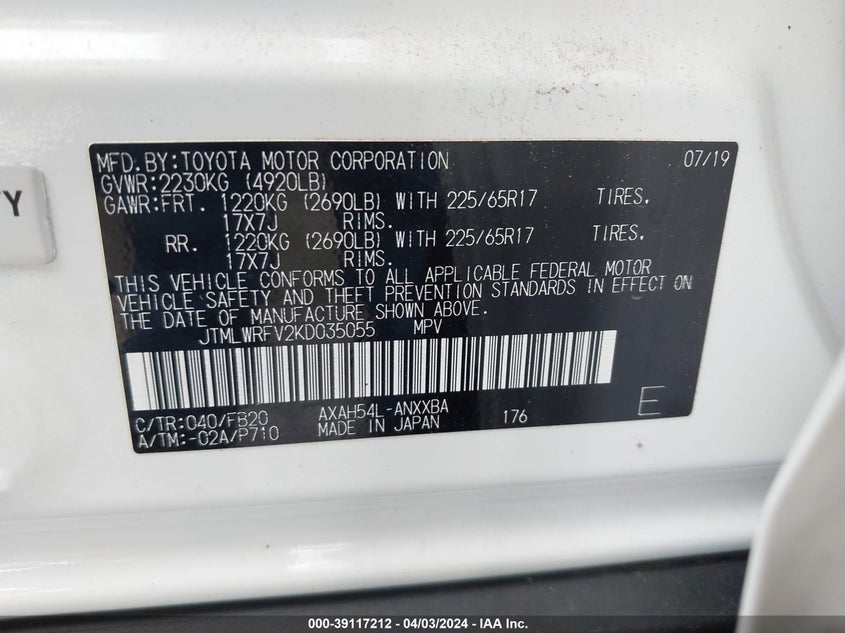 TY
MFD.BY:TOYOTA MOTOR CORPORATION 07/19
GVWR:2230KG (4920LB)
GAWR:FRT. 1220KG (2690LB) WITH 225/65R17 TIRES,
17X7J RIMS.
RR. 1220KG (2690LB) WITH 225/65R17 TIRES,
17X7J RIMS.
THIS VEHICLE CONFORMS TO ALL APPLICABLE FEDERAL MOTOR
VEHICLE SAFETY AND THEFT PREVENTION STANDARDS IN EFFECT ON
THE DATE OF MANUFACTURE SHOWN ABOVE.
JTMLWRFV2KD035055 MPV
C/TR:040/FB20 AXAH54L-ANXXBA 176 E
A/TM:-02A/P710 MADE IN JAPAN
000-39117212 - 04/03/2024 - IAA Inc.